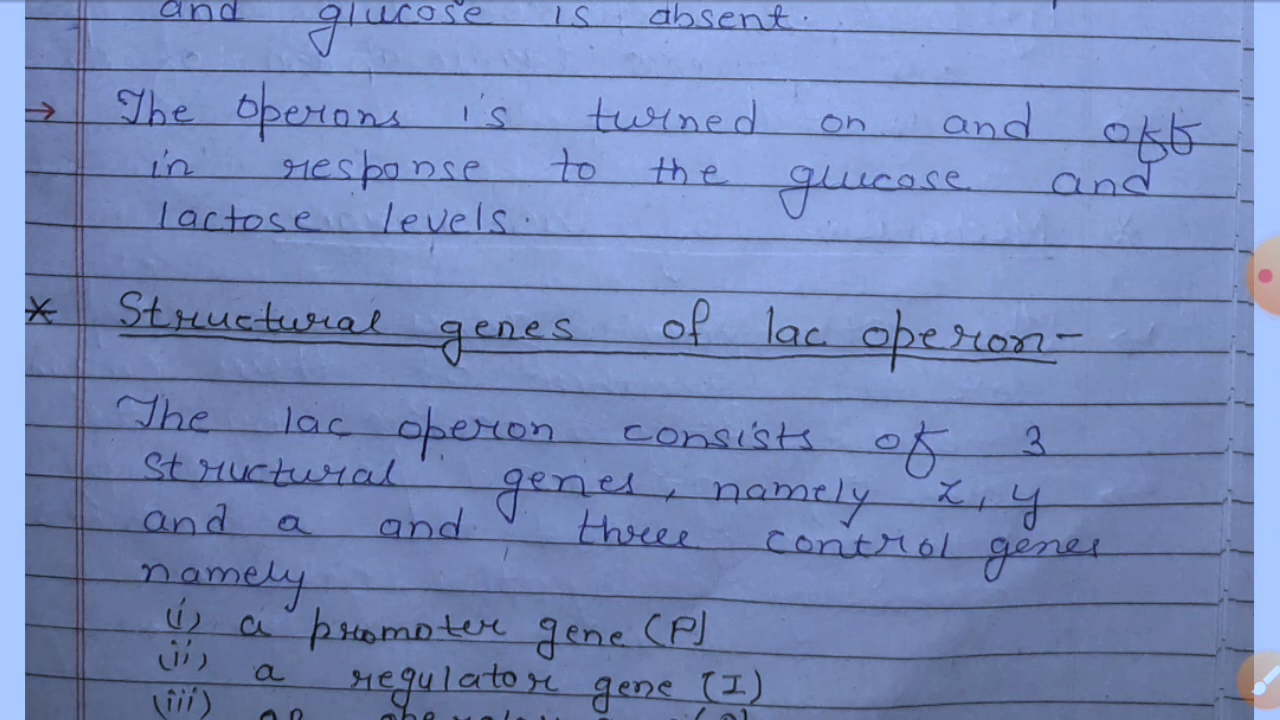 and glucose is absent.
→ The operons is turned on and off
in response to the glucose and
lactose levels.
* Structural genes of lac operon-
The lac operon consists of 3
structural genes, namely z, y
and a and three control genes
namely
(i) a promoter gene (P)
(ii) a regulator gene (I)
(iii) an